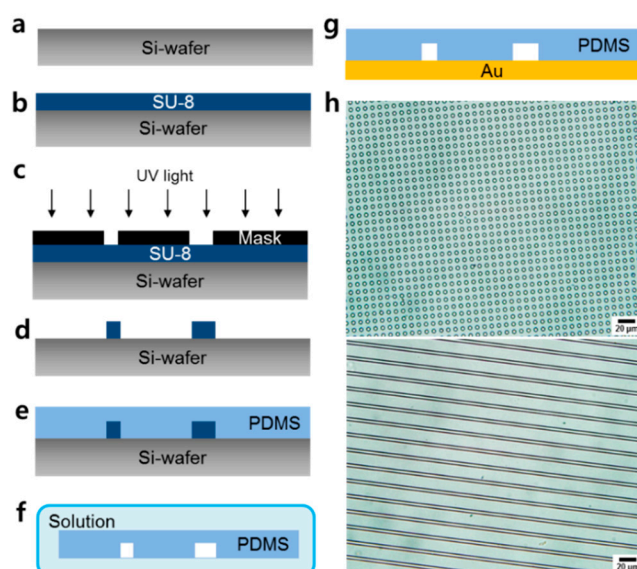 a
Si-wafer
b
SU-8
Si-wafer
c
UV light
Mask
SU-8
Si-wafer
d
Si-wafer
e
PDMS
Si-wafer
f
Solution
PDMS
g
PDMS
Au
h
20 μm
20 μm